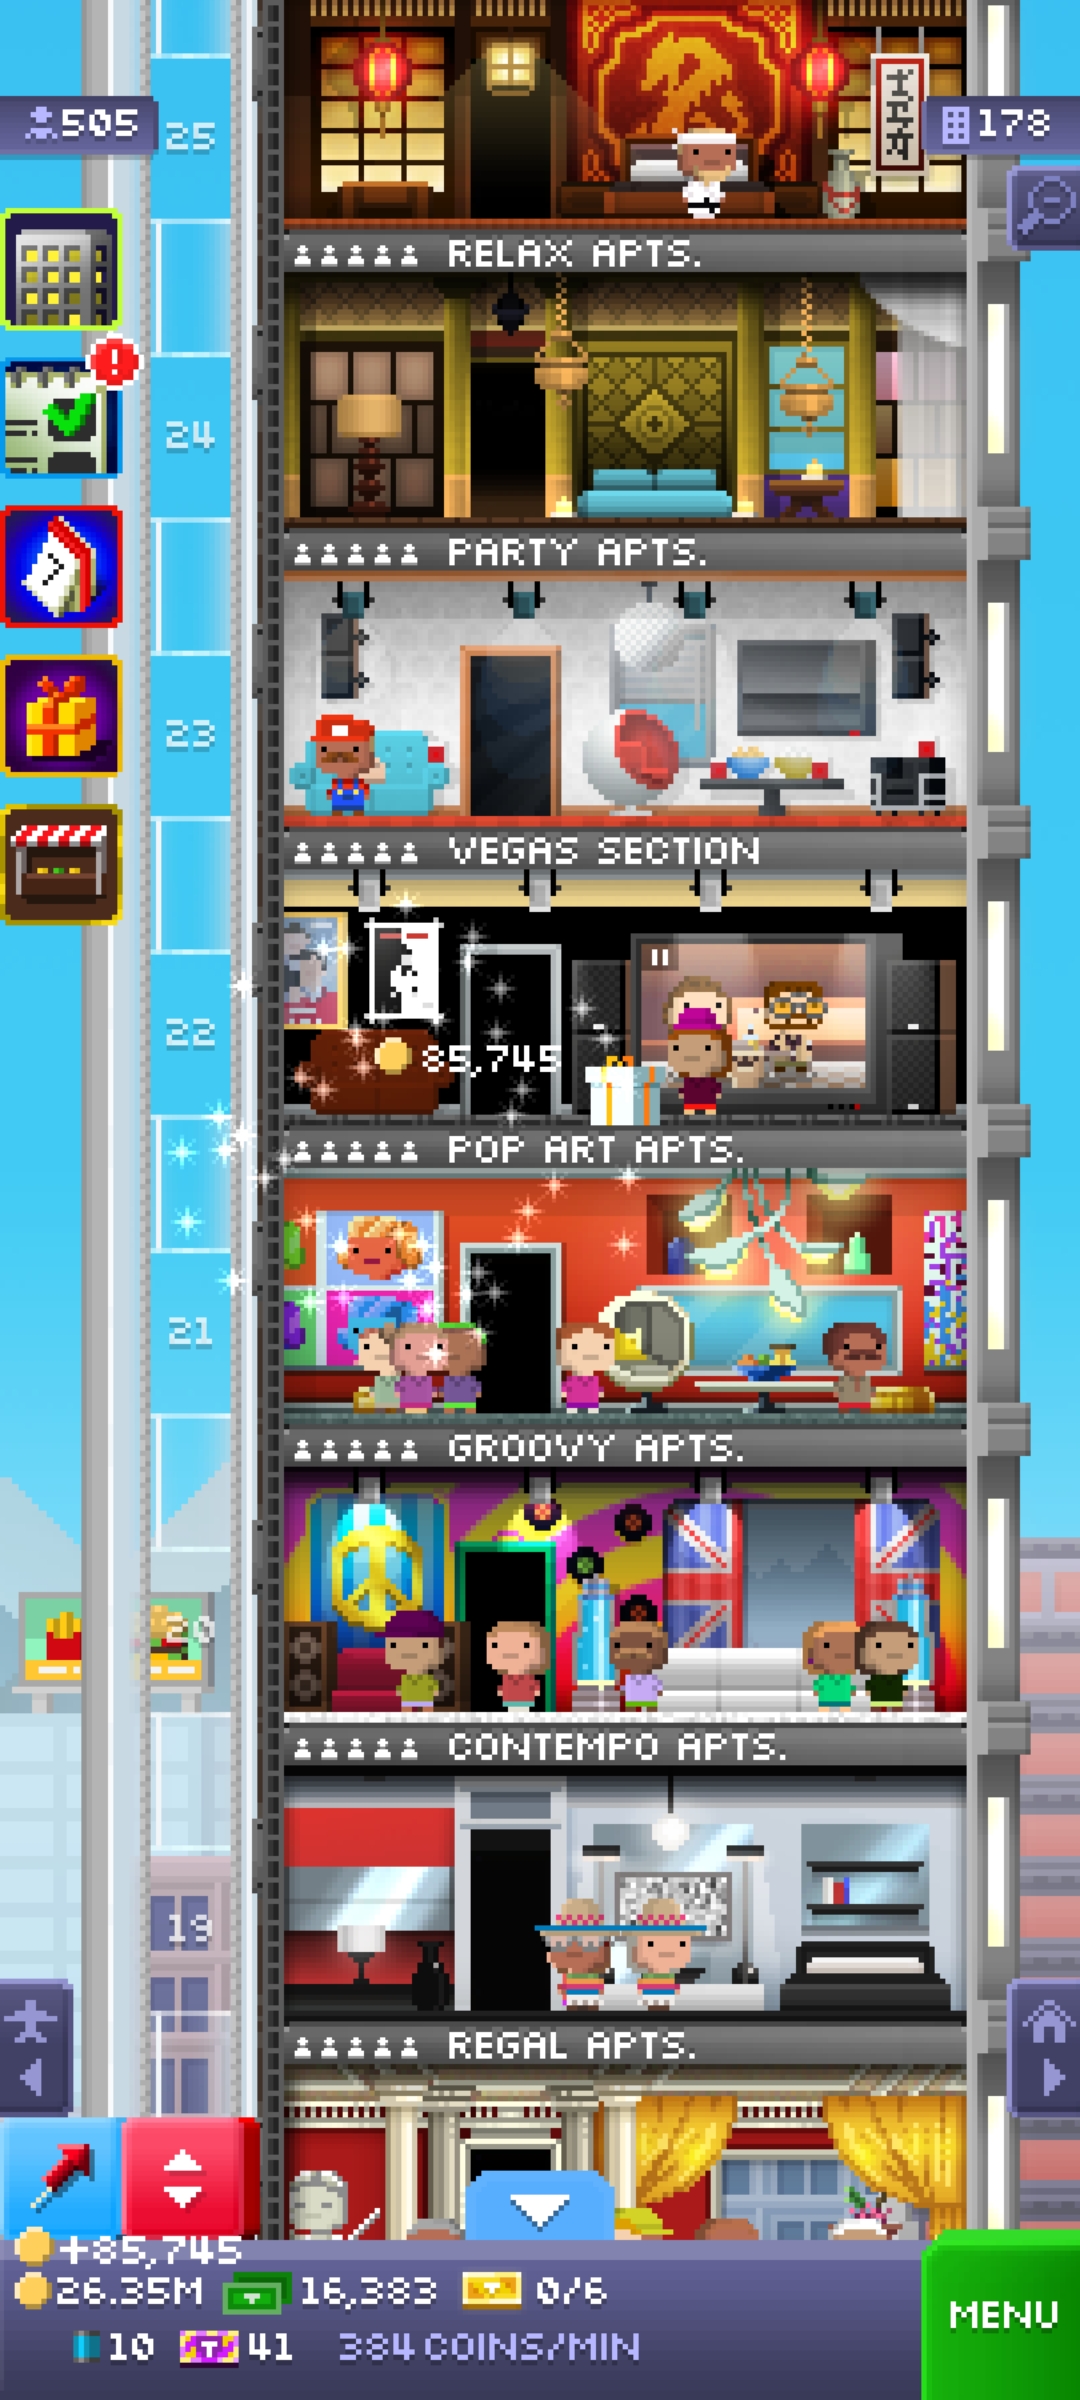 505
25
178
RELAX APTS.
24
PARTY APTS.
23
VEGAS SECTION
22
85,745
POP ART APTS.
21
GROOVY APTS.
20
CONTEMPO APTS.
19
REGAL APTS.
+85,745
26.35M
16,383
0/6
MENU
10
41
384 COINS/MIN